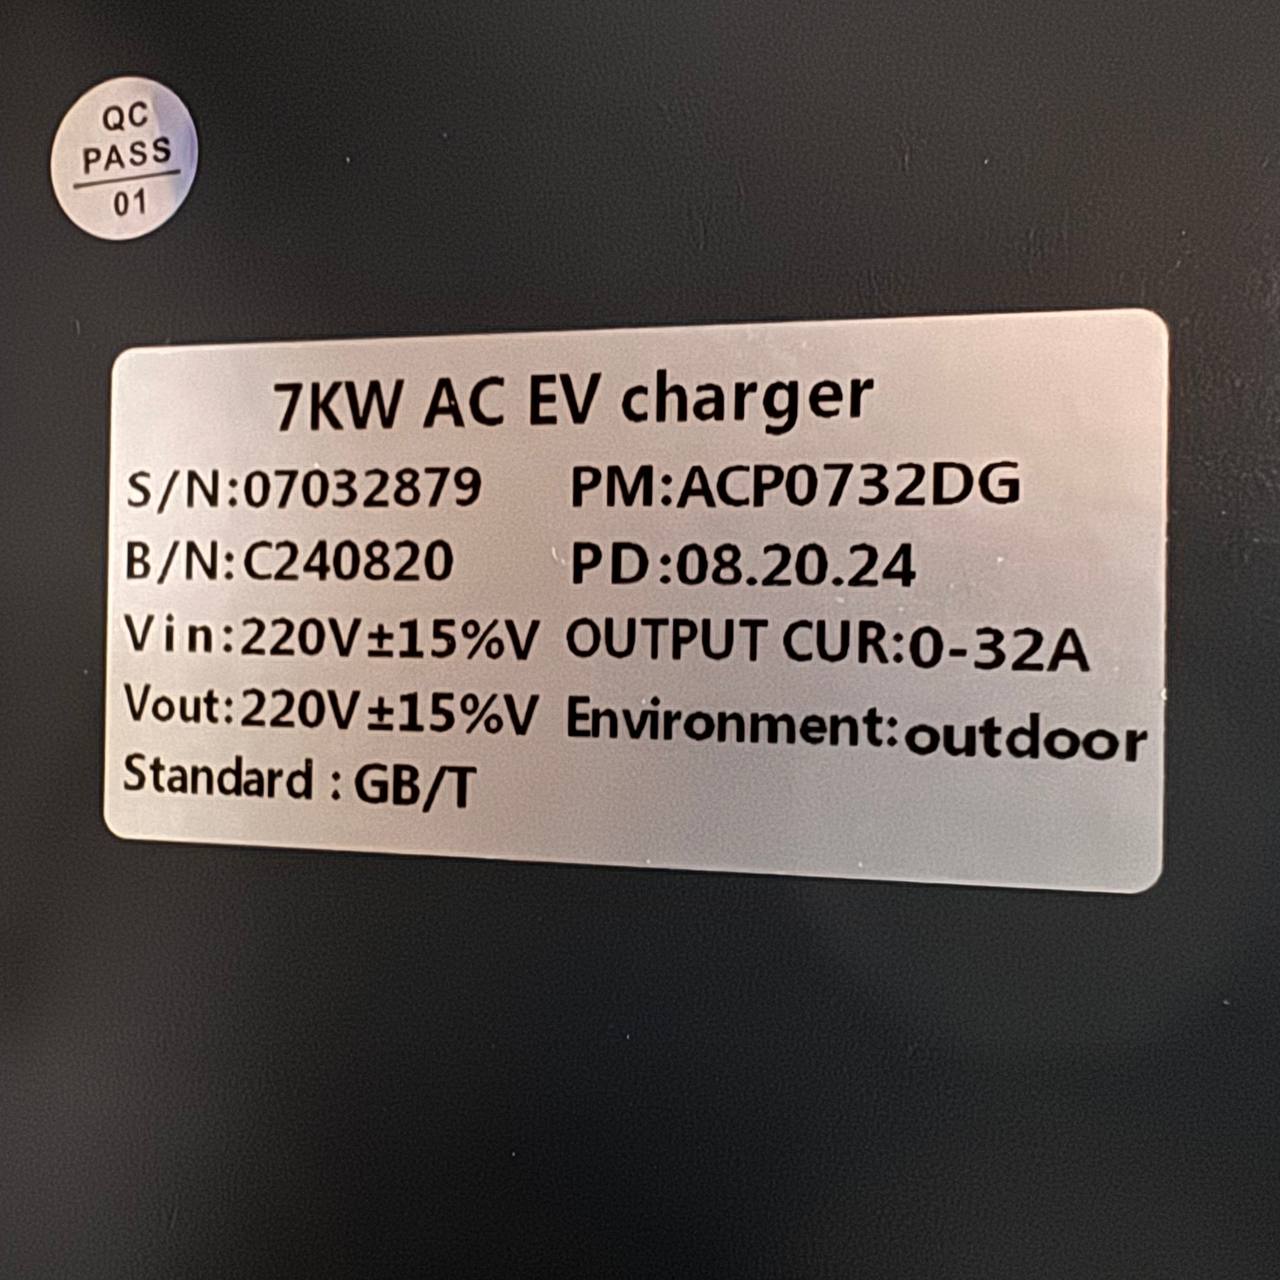 QC
PASS
01
7KW AC EV charger
S/N:07032879 PM:ACP0732DG
B/N:C240820 PD:08.20.24
Vin:220V±15%V OUTPUT CUR:0-32A
Vout:220V±15%V Environment:outdoor
Standard : GB/T